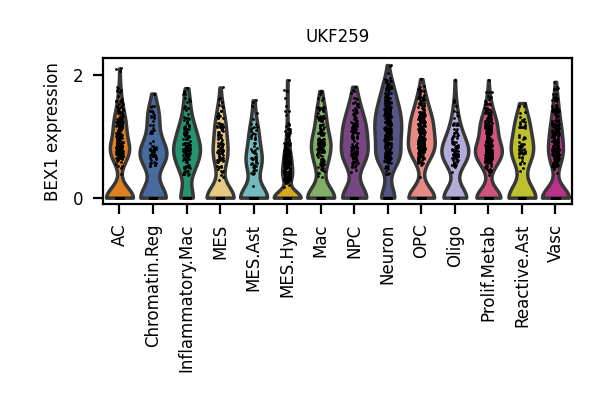 UKF259
BEX1 expression
2
0
AC
Chromatin.Reg
Inflammatory.Mac
MES
MES.Ast
MES.Hyp
Mac
NPC
Neuron
OPC
Oligo
Prolif.Metab
Reactive.Ast
Vasc